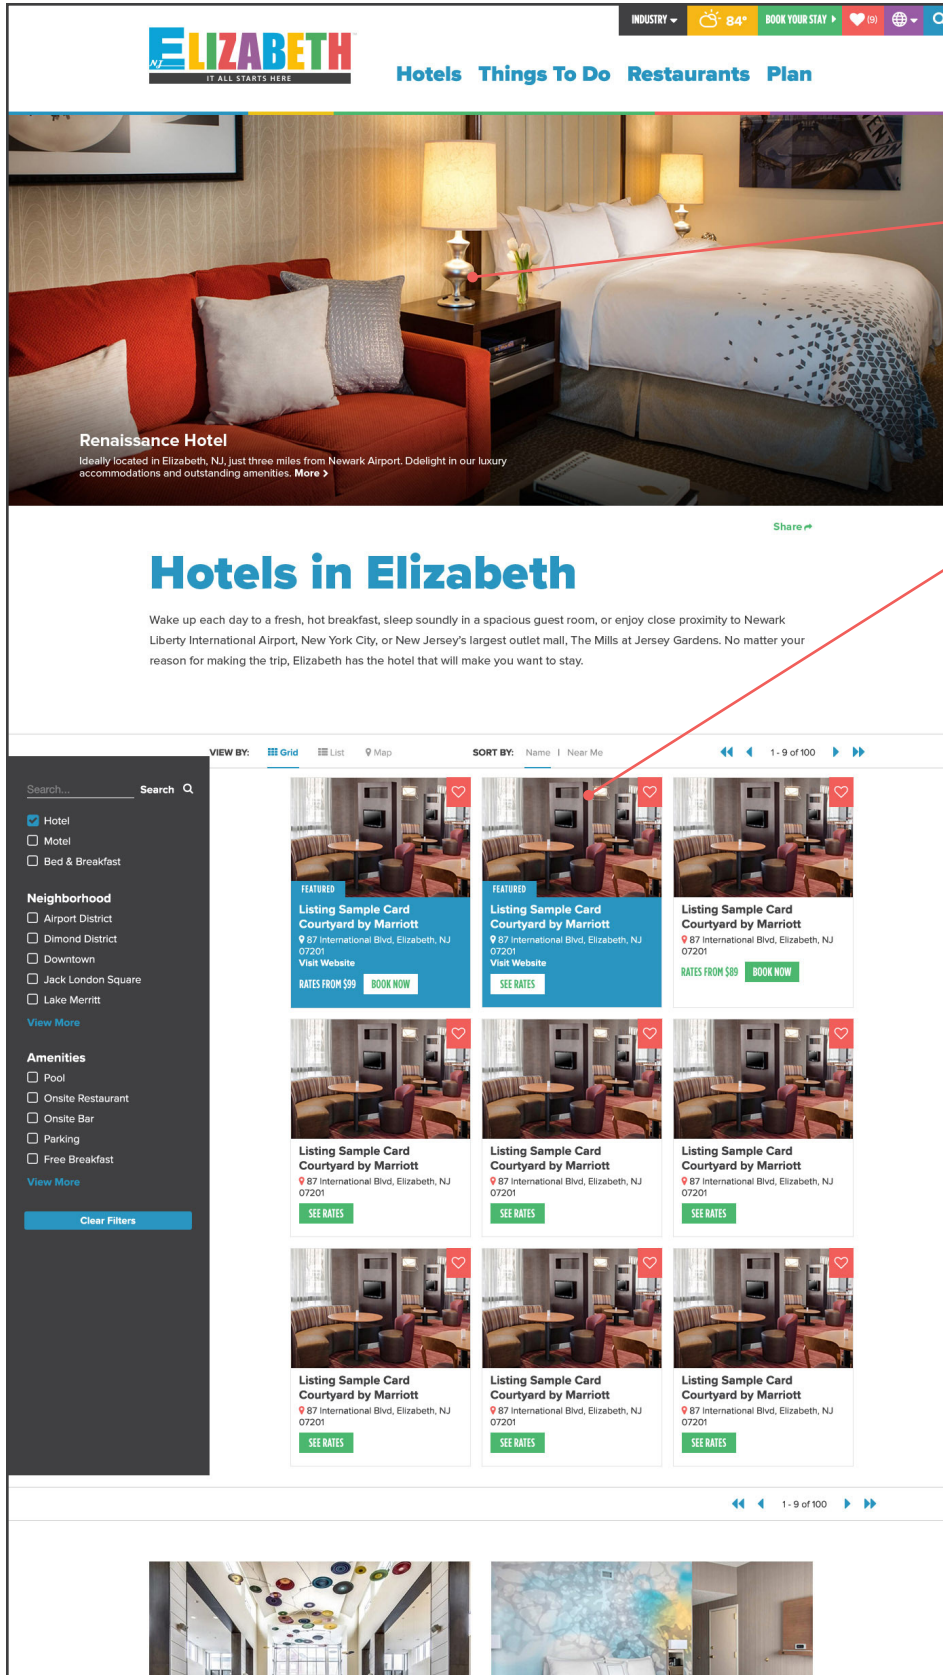 INDUSTRY
84°
BOOK YOUR STAY
(9)
NJ ELIZABETH
IT ALL STARTS HERE
Hotels Things To Do Restaurants Plan
Renaissance Hotel
Ideally located in Elizabeth, NJ, just three miles from Newark Airport. Ddelight in our luxury
accommodations and outstanding amenities. More >
Share
Hotels in Elizabeth
Wake up each day to a fresh, hot breakfast, sleep soundly in a spacious guest room, or enjoy close proximity to Newark
Liberty International Airport, New York City, or New Jersey's largest outlet mall, The Mills at Jersey Gardens. No matter your
reason for making the trip, Elizabeth has the hotel that will make you want to stay.
VIEW BY: Grid List Map SORT BY: Name | Near Me 1 - 9 of 100
Search... Search
Hotel
Motel
Bed & Breakfast
Neighborhood
Airport District
Dimond District
Downtown
Jack London Square
Lake Merritt
View More
Amenities
Pool
Onsite Restaurant
Onsite Bar
Parking
Free Breakfast
View More
Clear Filters
FEATURED
Listing Sample Card
Courtyard by Marriott
87 International Blvd, Elizabeth, NJ
07201
Visit Website
RATES FROM $99 BOOK NOW
FEATURED
Listing Sample Card
Courtyard by Marriott
87 International Blvd, Elizabeth, NJ
07201
Visit Website
SEE RATES
Listing Sample Card
Courtyard by Marriott
87 International Blvd, Elizabeth, NJ
07201
RATES FROM $89 BOOK NOW
Listing Sample Card
Courtyard by Marriott
87 International Blvd, Elizabeth, NJ
07201
SEE RATES
Listing Sample Card
Courtyard by Marriott
87 International Blvd, Elizabeth, NJ
07201
SEE RATES
Listing Sample Card
Courtyard by Marriott
87 International Blvd, Elizabeth, NJ
07201
SEE RATES
Listing Sample Card
Courtyard by Marriott
87 International Blvd, Elizabeth, NJ
07201
SEE RATES
Listing Sample Card
Courtyard by Marriott
87 International Blvd, Elizabeth, NJ
07201
SEE RATES
Listing Sample Card
Courtyard by Marriott
87 International Blvd, Elizabeth, NJ
07201
SEE RATES
1 - 9 of 100